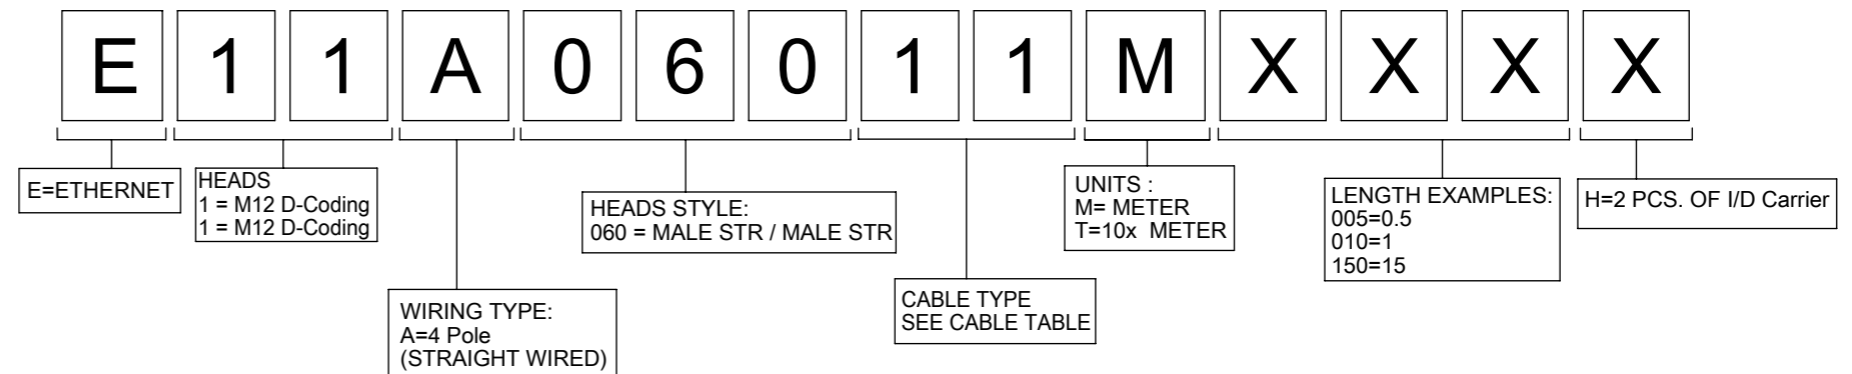 E 1 1 A 0 6 0 1 1 M X X X X
E=ETHERNET
HEADS
1 = M12 D-Coding
1 = M12 D-Coding
WIRING TYPE:
A=4 Pole
(STRAIGHT WIRED)
HEADS STYLE:
060 = MALE STR / MALE STR
CABLE TYPE
SEE CABLE TABLE
UNITS :
M= METER
T=10x METER
LENGTH EXAMPLES:
005=0.5
010=1
150=15
H=2 PCS. OF I/D Carrier